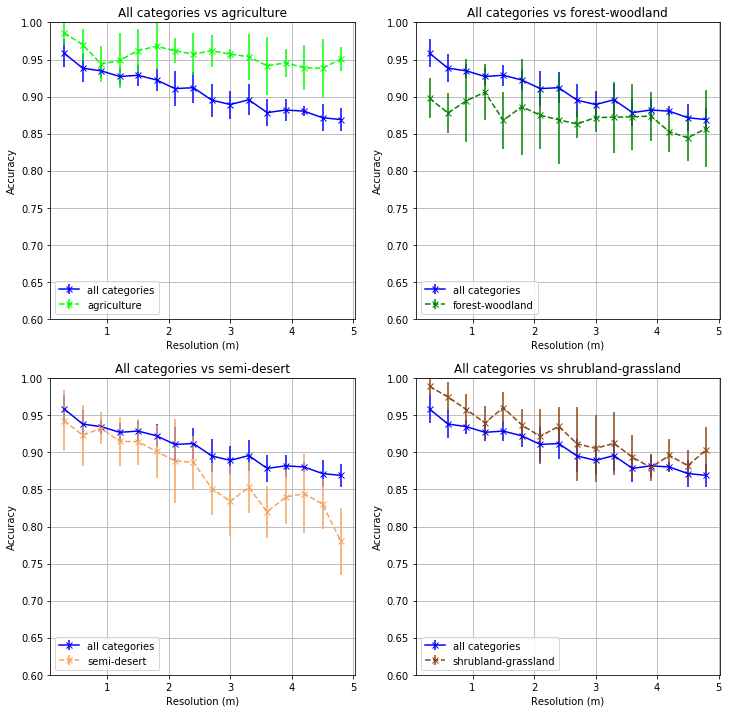 All categories vs agriculture
1.00
0.95
0.90
0.85
0.80
0.75
0.70
0.65
0.60
Accuracy
all categories
agriculture
1 2 3 4 5
Resolution (m)
All categories vs forest-woodland
1.00
0.95
0.90
0.85
0.80
0.75
0.70
0.65
0.60
Accuracy
all categories
forest-woodland
1 2 3 4 5
Resolution (m)
All categories vs semi-desert
1.00
0.95
0.90
0.85
0.80
0.75
0.70
0.65
0.60
Accuracy
all categories
semi-desert
1 2 3 4 5
Resolution (m)
All categories vs shrubland-grassland
1.00
0.95
0.90
0.85
0.80
0.75
0.70
0.65
0.60
Accuracy
all categories
shrubland-grassland
1 2 3 4 5
Resolution (m)